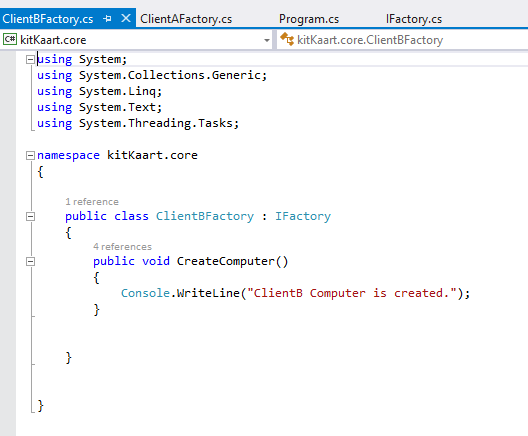 ClientBFactory.cs ClientAFactory.cs Program.cs IFactory.cs
C# kitKaart.core kitKaart.core.ClientBFactory
using System;
using System.Collections.Generic;
using System.Linq;
using System.Text;
using System.Threading.Tasks;
namespace kitKaart.core
{
1 reference
public class ClientBFactory : IFactory
{
4 references
public void CreateComputer()
{
Console.WriteLine("ClientB Computer is created.");
}
}
}